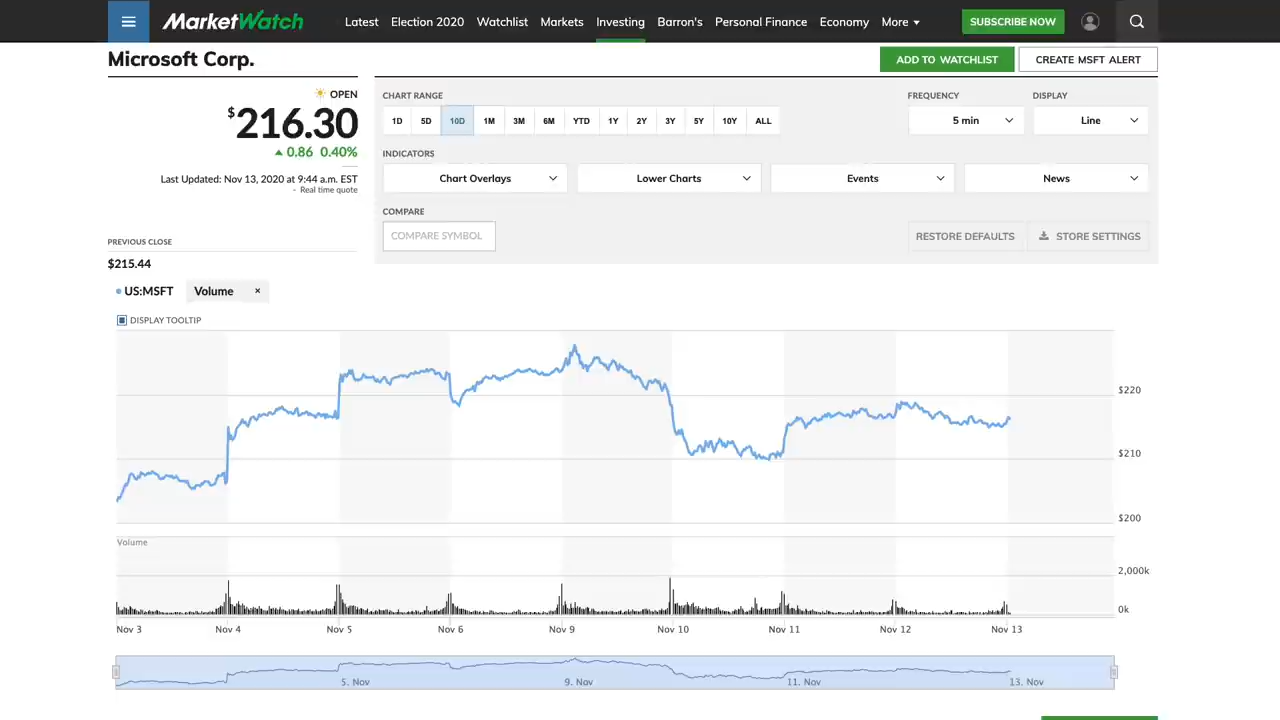 MarketWatch
Latest Election 2020 Watchlist Markets Investing Barron's Personal Finance Economy More
SUBSCRIBE NOW
Microsoft Corp.
ADD TO WATCHLIST
CREATE MSFT ALERT
OPEN
$216.30
0.86 0.40%
Last Updated: Nov 13, 2020 at 9:44 a.m. EST
- Real time quote
PREVIOUS CLOSE
$215.44
CHART RANGE
1D 5D 10D 1M 3M 6M YTD 1Y 2Y 3Y 5Y 10Y ALL
FREQUENCY
5 min
DISPLAY
Line
INDICATORS
Chart Overlays
Lower Charts
Events
News
COMPARE
COMPARE SYMBOL
RESTORE DEFAULTS
STORE SETTINGS
US:MSFT
Volume ×
DISPLAY TOOLTIP
$220
$210
$200
Volume
2,000k
0k
Nov 3 Nov 4 Nov 5 Nov 6 Nov 9 Nov 10 Nov 11 Nov 12 Nov 13
5. Nov 9. Nov 11. Nov 13. Nov